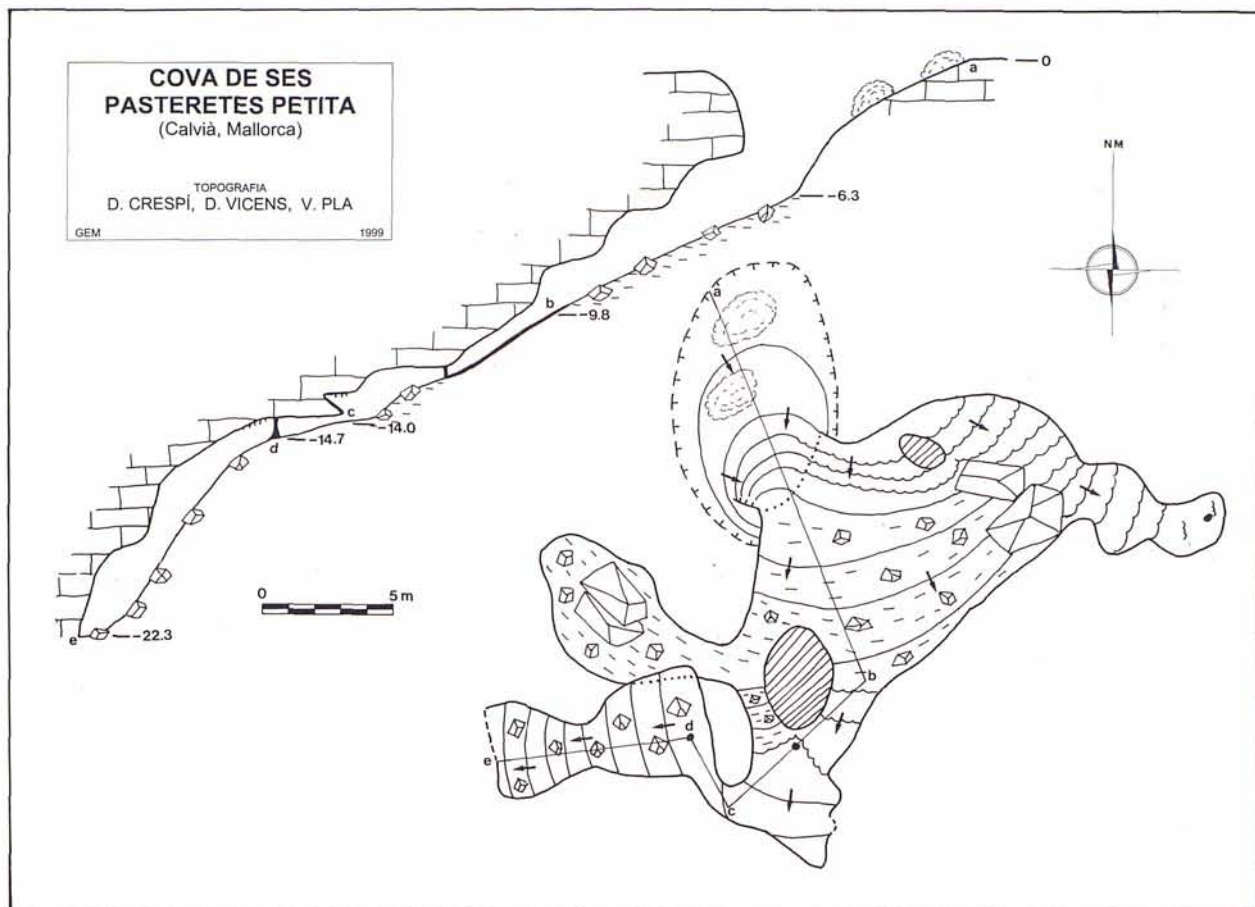 COVA DE SES
PASTERETES PETITA
(Calvià, Mallorca)
TOPOGRAFIA
D. CRESPÍ, D. VICENS, V. PLA
GEM 1999
a
0
NM
-6.3
b
-9.8
c
-14.0
d
-14.7
e
-22.3
0 5 m
a
b
c
d
e